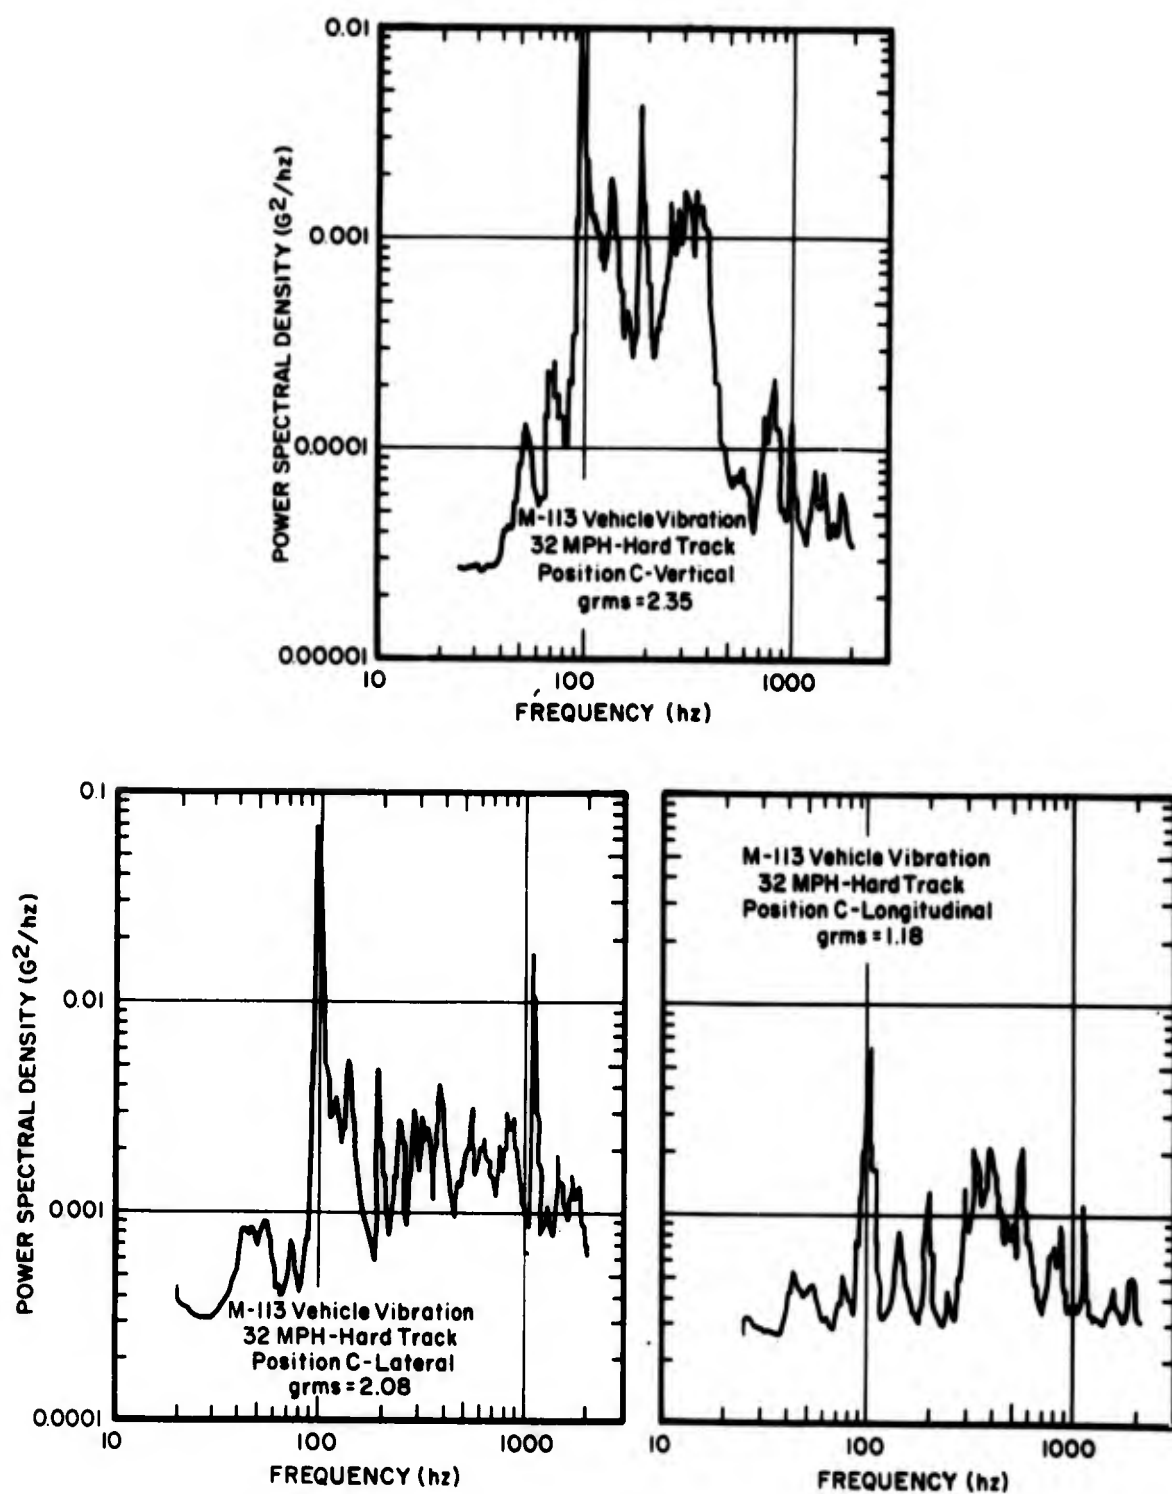 0.01
0.001
0.0001
0.00001
POWER SPECTRAL DENSITY (G²/hz)
M-113 Vehicle Vibration
32 MPH-Hard Track
Position C-Vertical
grms=2.35
10 100 1000
FREQUENCY (hz)
0.1
0.01
0.001
0.0001
POWER SPECTRAL DENSITY (G²/hz)
M-113 Vehicle Vibration
32 MPH-Hard Track
Position C-Lateral
grms=2.08
10 100 1000
FREQUENCY (hz)
M-113 Vehicle Vibration
32 MPH-Hard Track
Position C-Longitudinal
grms=1.18
10 100 1000
FREQUENCY (hz)